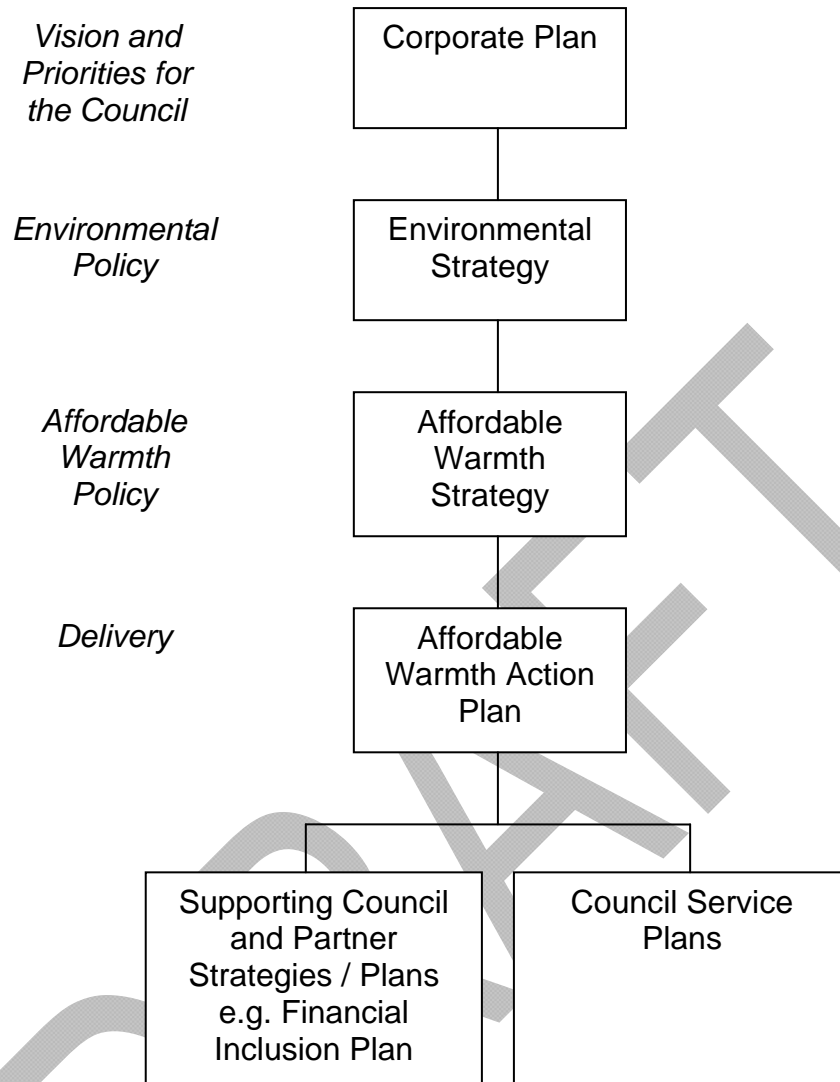 Vision and
Priorities for
the Council
Corporate Plan
Environmental
Policy
Environmental
Strategy
Affordable
Warmth
Policy
Affordable
Warmth
Strategy
Delivery
Affordable
Warmth Action
Plan
Supporting Council
and Partner
Strategies / Plans
e.g. Financial
Inclusion Plan
Council Service
Plans
DRAFT